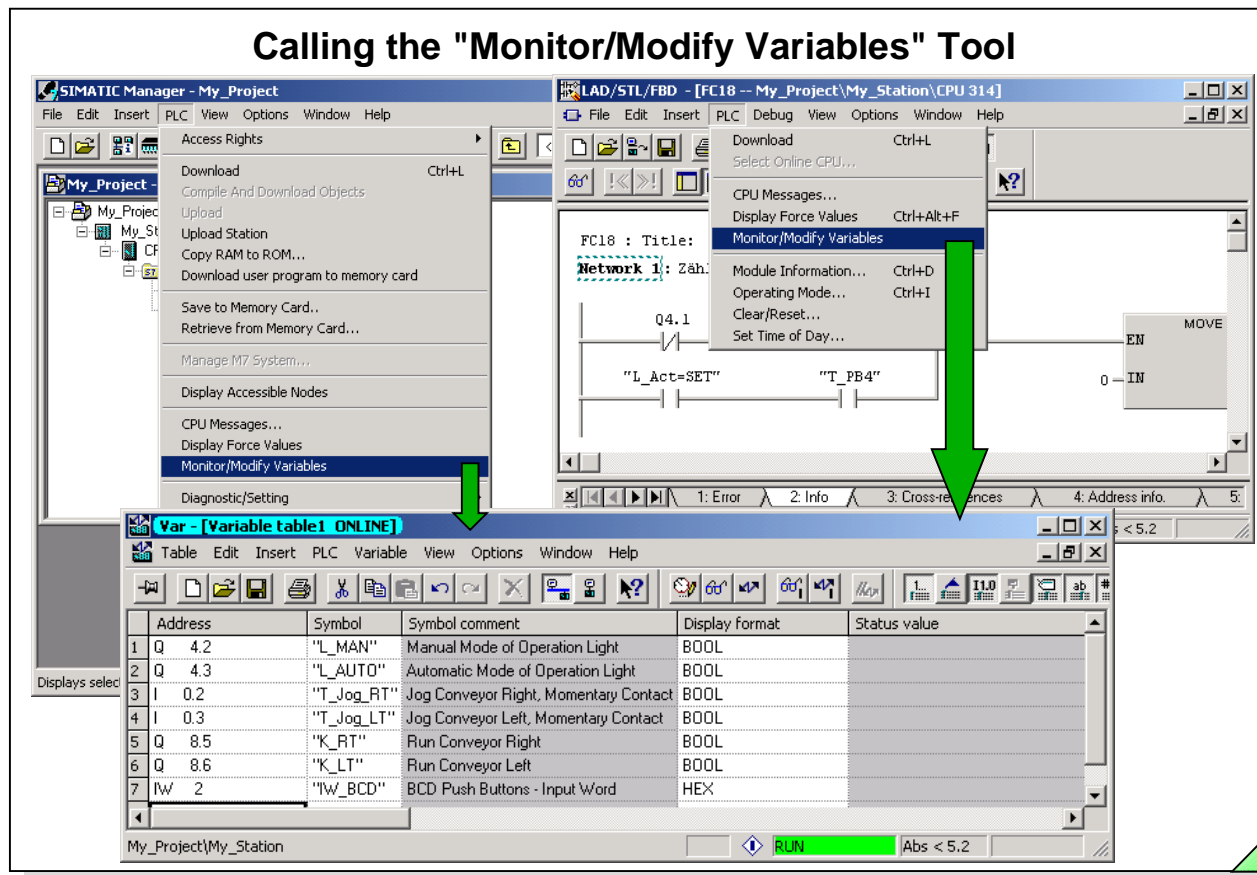 Calling the "Monitor/Modify Variables" Tool
SIMATIC Manager - My_Project
File Edit Insert PLC View Options Window Help
Access Rights
Download Ctrl+L
Compile And Download Objects
Upload
Upload Station
Copy RAM to ROM...
Download user program to memory card
Save to Memory Card..
Retrieve from Memory Card...
Manage M7 System...
Display Accessible Nodes
CPU Messages...
Display Force Values
Monitor/Modify Variables
Diagnostic/Setting
My_Project -
My_Projec
My_St
CF
Displays selec
LAD/STL/FBD - [FC18 -- My_Project\My_Station\CPU 314]
File Edit Insert PLC Debug View Options Window Help
Download Ctrl+L
Select Online CPU...
CPU Messages...
Display Force Values Ctrl+Alt+F
Monitor/Modify Variables
Module Information... Ctrl+D
Operating Mode... Ctrl+I
Clear/Reset...
Set Time of Day...
FC18 : Title:
Network 1: Zähl
Q4.1
MOVE
EN
"L_Act=SET" "T_PB4"
0 IN
1: Error 2: Info 3: Cross-references 4: Address info. 5:
< 5.2
Var - [Variable table1 ONLINE]
Table Edit Insert PLC Variable View Options Window Help
Address Symbol Symbol comment Display format Status value
1 Q 4.2 "L_MAN" Manual Mode of Operation Light BOOL
2 Q 4.3 "L_AUTO" Automatic Mode of Operation Light BOOL
3 I 0.2 "T_Jog_RT" Jog Conveyor Right, Momentary Contact BOOL
4 I 0.3 "T_Jog_LT" Jog Conveyor Left, Momentary Contact BOOL
5 Q 8.5 "K_RT" Run Conveyor Right BOOL
6 Q 8.6 "K_LT" Run Conveyor Left BOOL
7 IW 2 "IW_BCD" BCD Push Buttons - Input Word HEX
My_Project\My_Station RUN Abs < 5.2